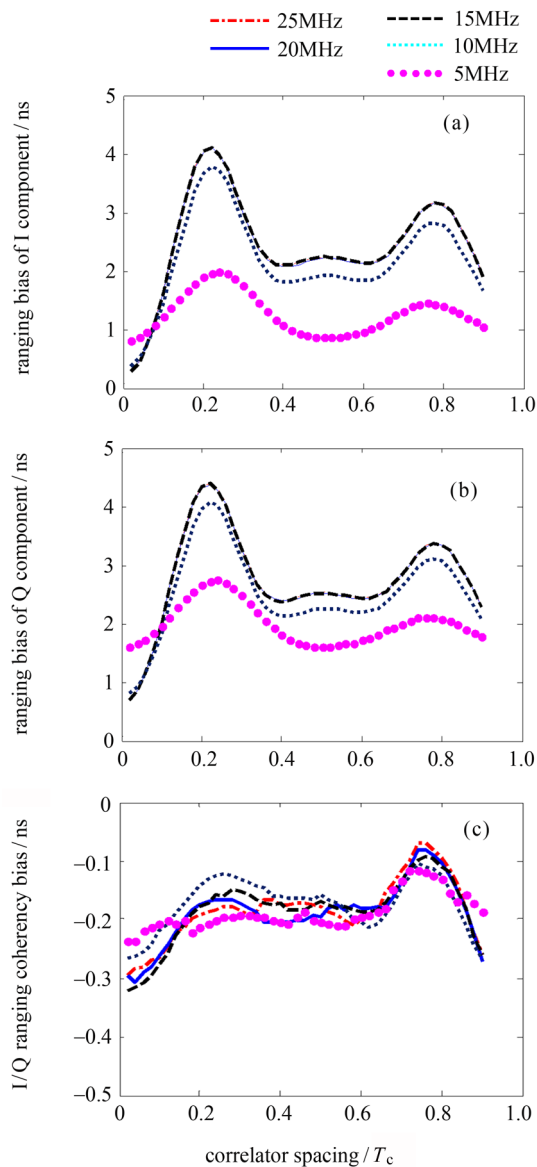 25MHz 15MHz
20MHz 10MHz
5MHz
(a)
ranging bias of I component / ns
5
4
3
2
1
0
0 0.2 0.4 0.6 0.8 1.0
(b)
ranging bias of Q component / ns
5
4
3
2
1
0
0 0.2 0.4 0.6 0.8 1.0
(c)
I/Q ranging coherency bias / ns
0
−0.1
−0.2
−0.3
−0.4
−0.5
0 0.2 0.4 0.6 0.8 1.0
correlator spacing / Tc